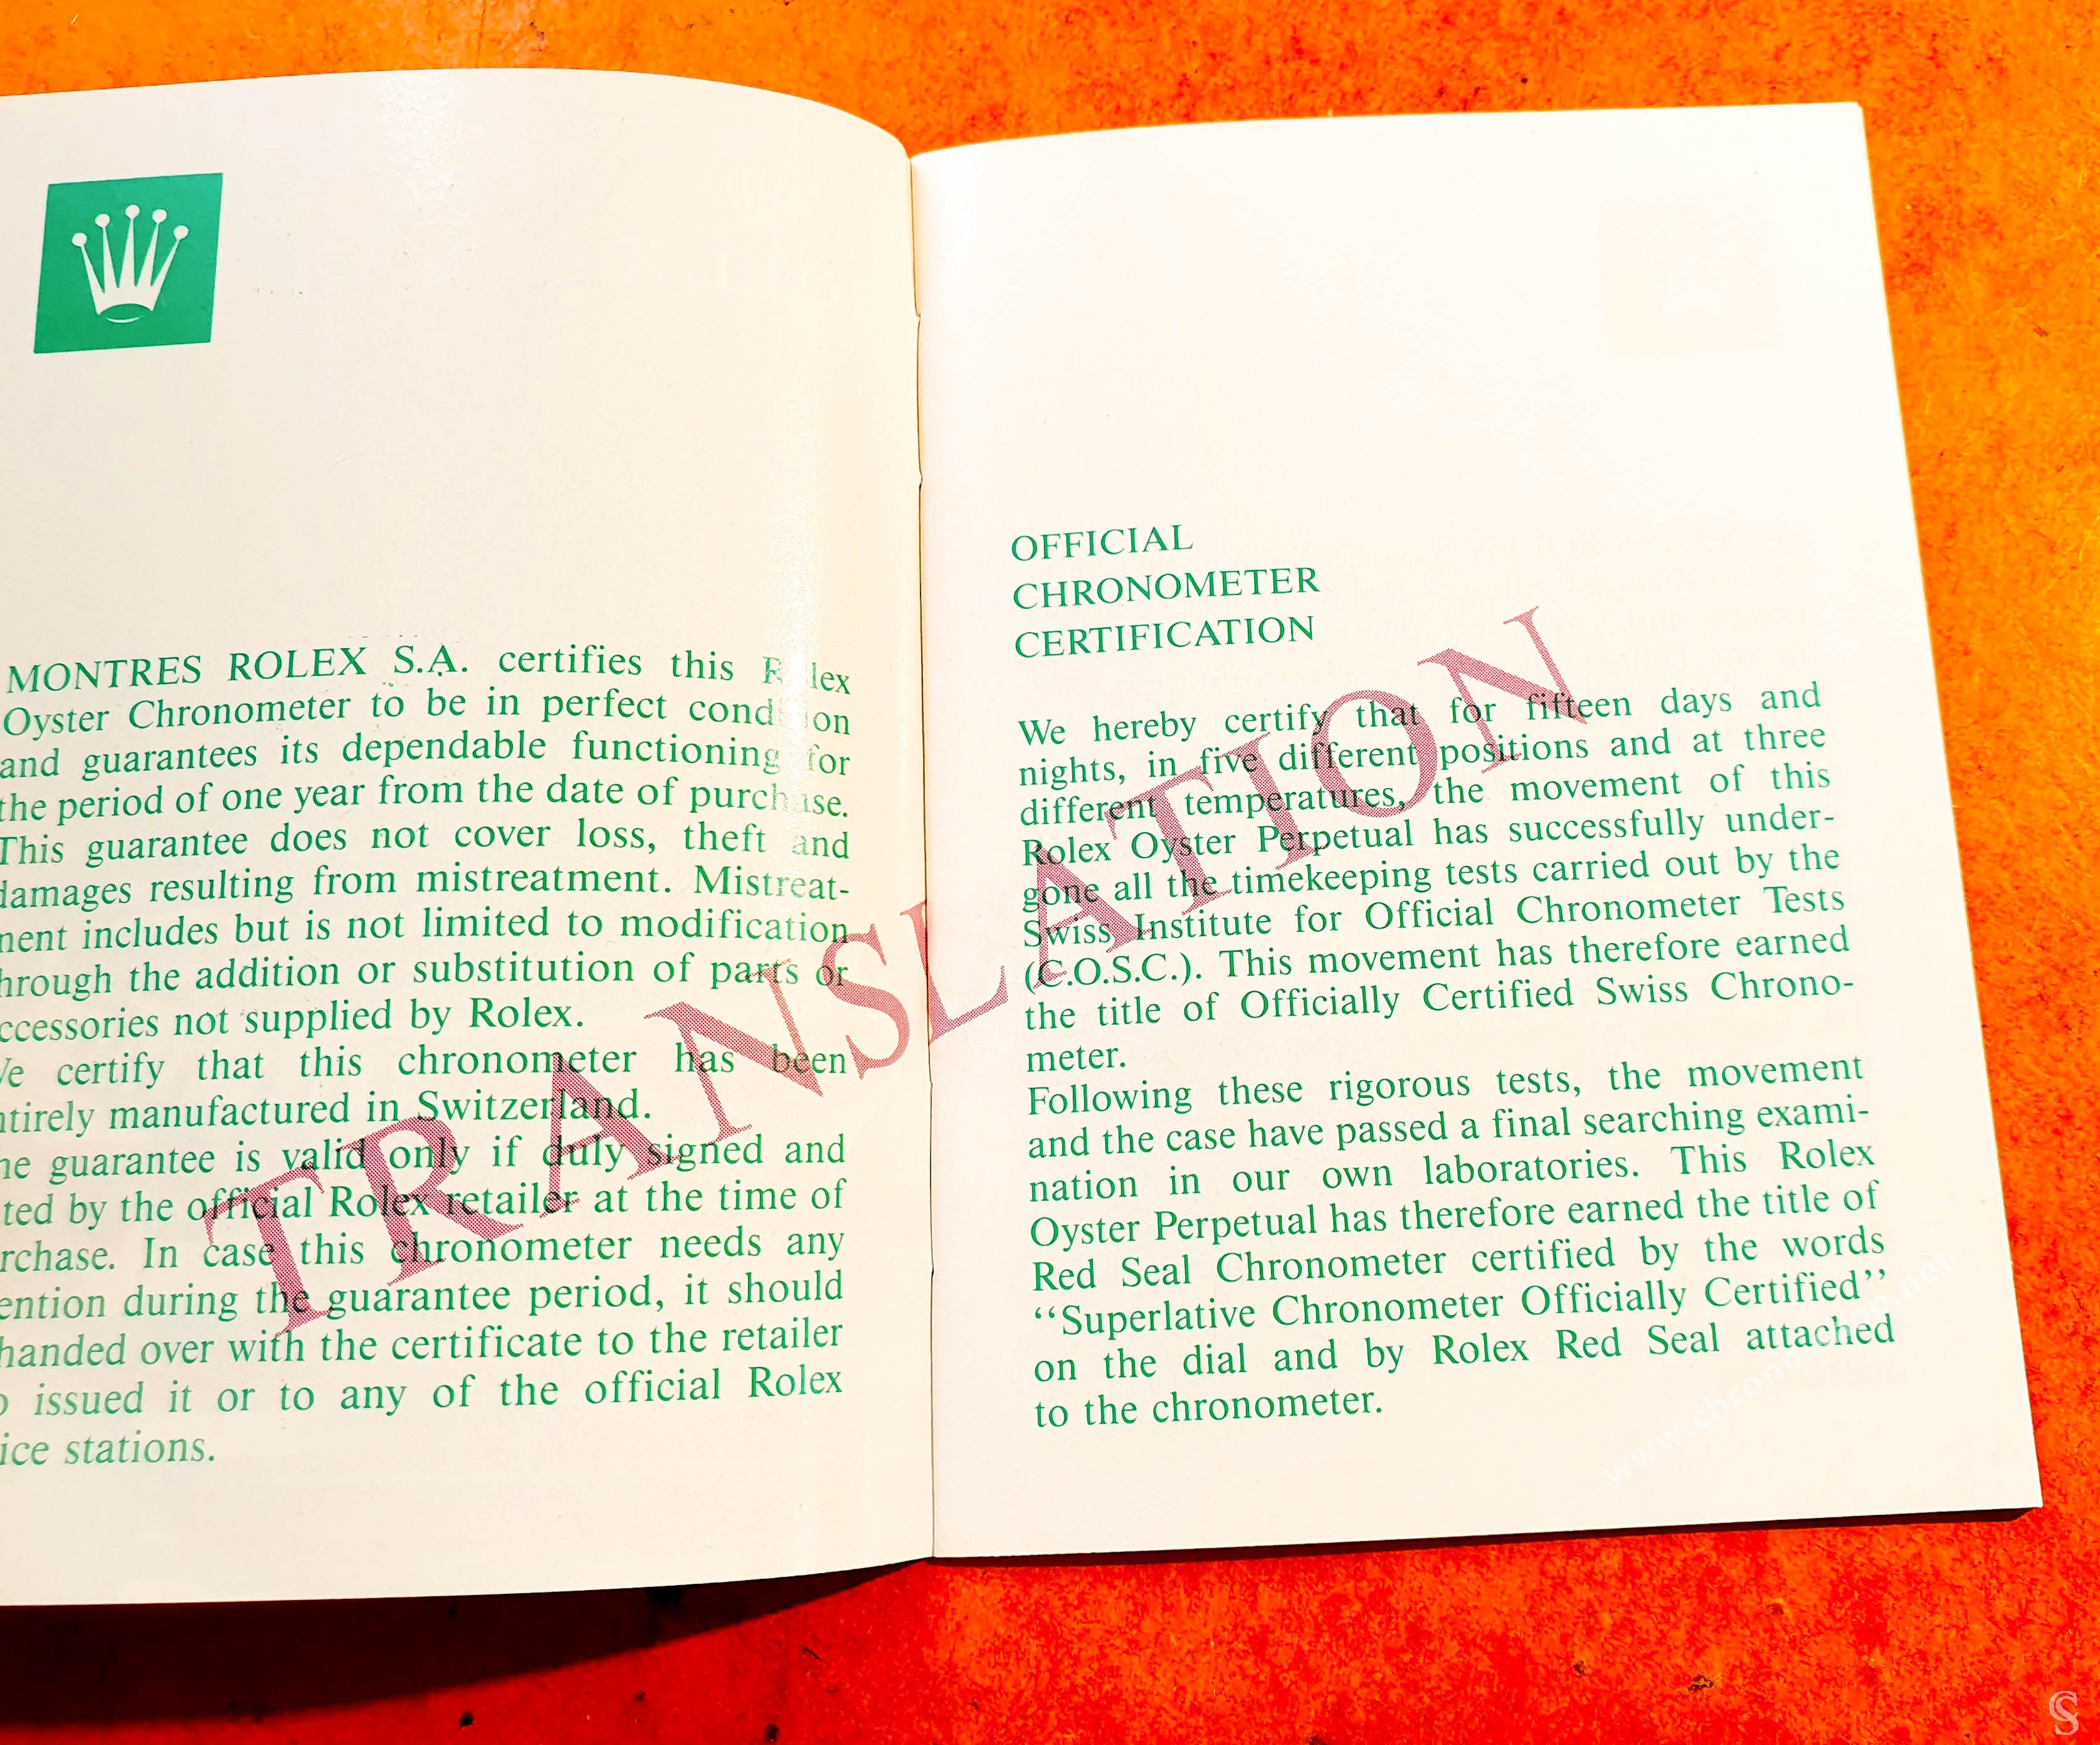 MONTRES ROLEX S.A. certifies this
Oyster Chronometer to be in perfect
and guarantees its dependable functioning for
the period of one year from the date of purchase.
This guarantee does not cover loss, theft and
damages resulting from mistreatment. Mistreat-
ment includes but is not limited to modification
through the addition or substitution of parts or
accessories not supplied by Rolex.
We certify that this chronometer has been
entirely manufactured in Switzerland.
The guarantee is valid only if duly signed and
by the official Rolex retailer at the time of
purchase. In case this chronometer needs any
during the guarantee period, it should
handed over with the certificate to the retailer
issued it or to any of the official Rolex
stations.
OFFICIAL
CHRONOMETER
CERTIFICATION
We hereby certify that for fifteen days and
nights, in five different positions and at three
different temperatures, the movement of this
Rolex Oyster Perpetual has successfully under-
gone all the timekeeping tests carried out by the
Swiss Institute for Official Chronometer Tests
(C.O.S.C.). This movement has therefore earned
the title of Officially Certified Swiss Chrono-
meter.
Following these rigorous tests, the movement
and the case have passed a final searching exami-
nation in our own laboratories. This Rolex
Oyster Perpetual has therefore earned the title of
Red Seal Chronometer certified by the words
‘‘Superlative Chronometer Officially Certified’’
on the dial and by Rolex Red Seal attached
to the chronometer.
TRANSLATION